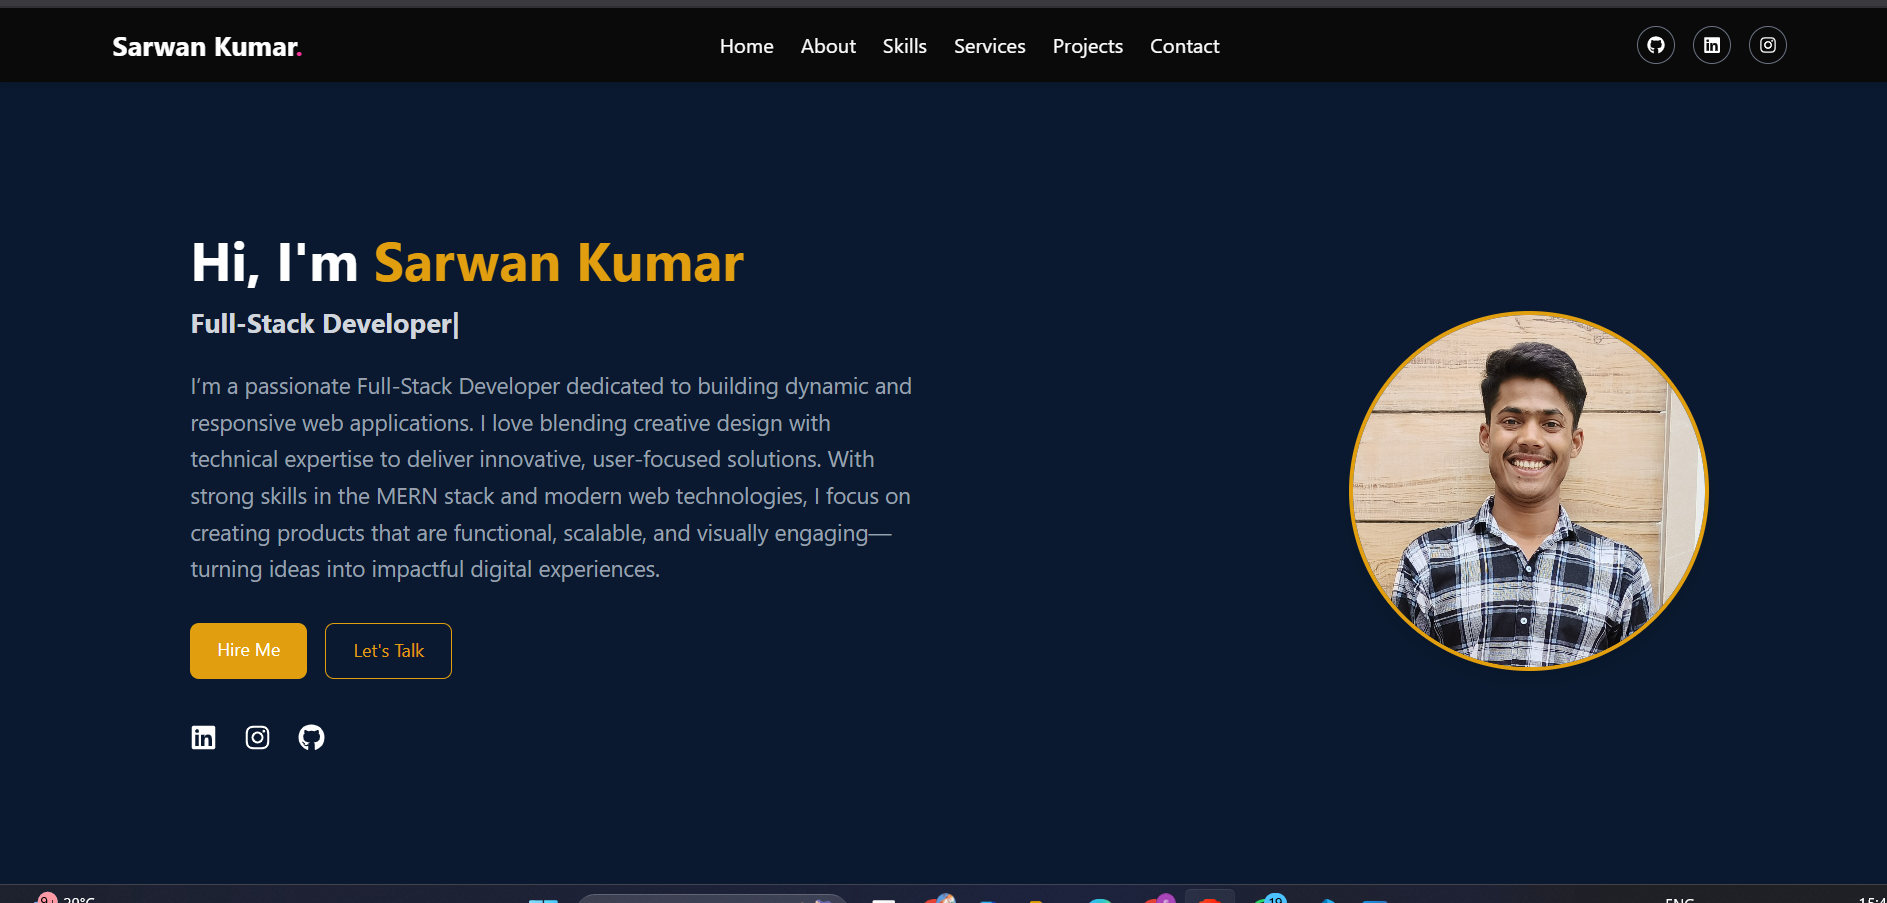 Sarwan Kumar.
Home About Skills Services Projects Contact
Hi, I'm Sarwan Kumar
Full-Stack Developer|
I’m a passionate Full-Stack Developer dedicated to building dynamic and
responsive web applications. I love blending creative design with
technical expertise to deliver innovative, user-focused solutions. With
strong skills in the MERN stack and modern web technologies, I focus on
creating products that are functional, scalable, and visually engaging—
turning ideas into impactful digital experiences.
Hire Me Let's Talk